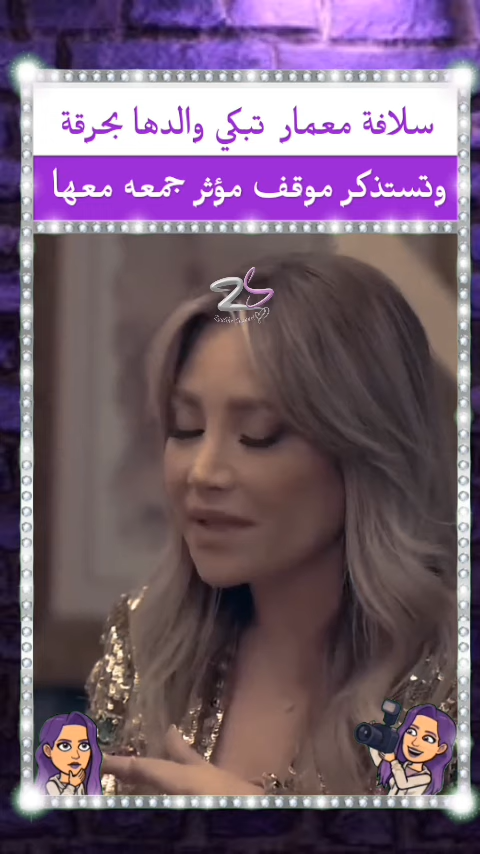 سلافة معمار تبكي والدها بحرقة
وتستذكر موقف مؤثر جمعه معها